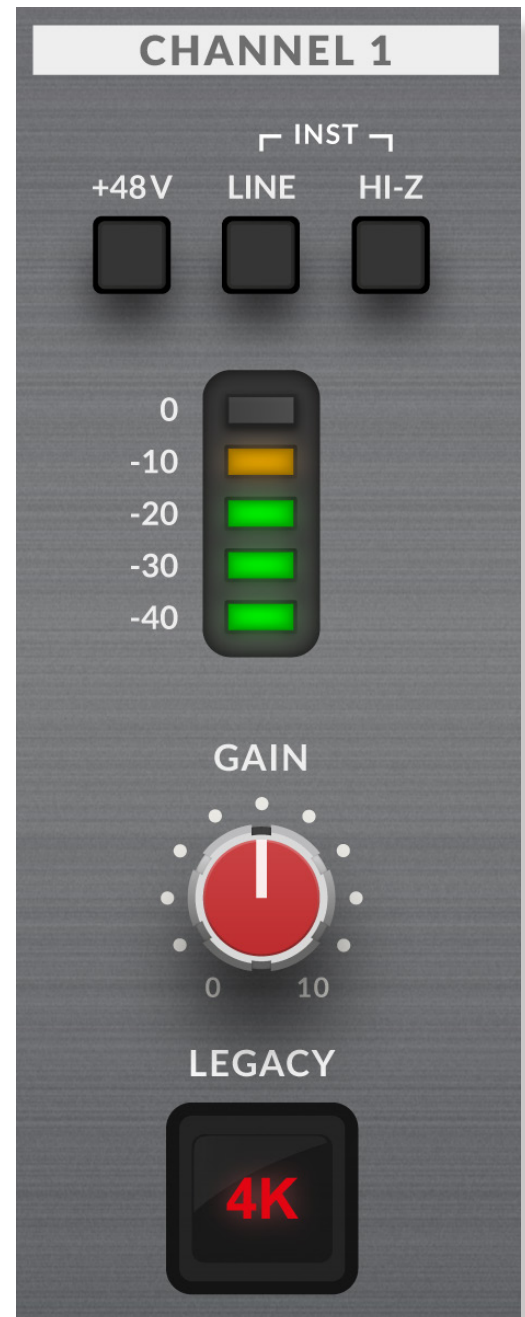 CHANNEL 1
INST
+48V LINE HI-Z
0
-10
-20
-30
-40
GAIN
0 10
LEGACY
4K